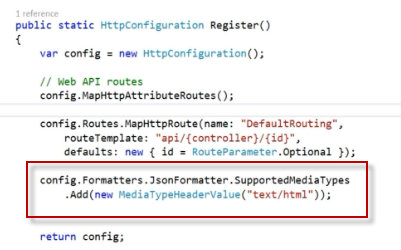 1 reference
public static HttpConfiguration Register()
{
var config = new HttpConfiguration();
// Web API routes
config.MapHttpAttributeRoutes();
config.Routes.MapHttpRoute(name: "DefaultRouting",
routeTemplate: "api/{controller}/{id}",
defaults: new { id = RouteParameter.Optional });
config.Formatters.JsonFormatter.SupportedMediaTypes
.Add(new MediaTypeHeaderValue("text/html"));
return config;